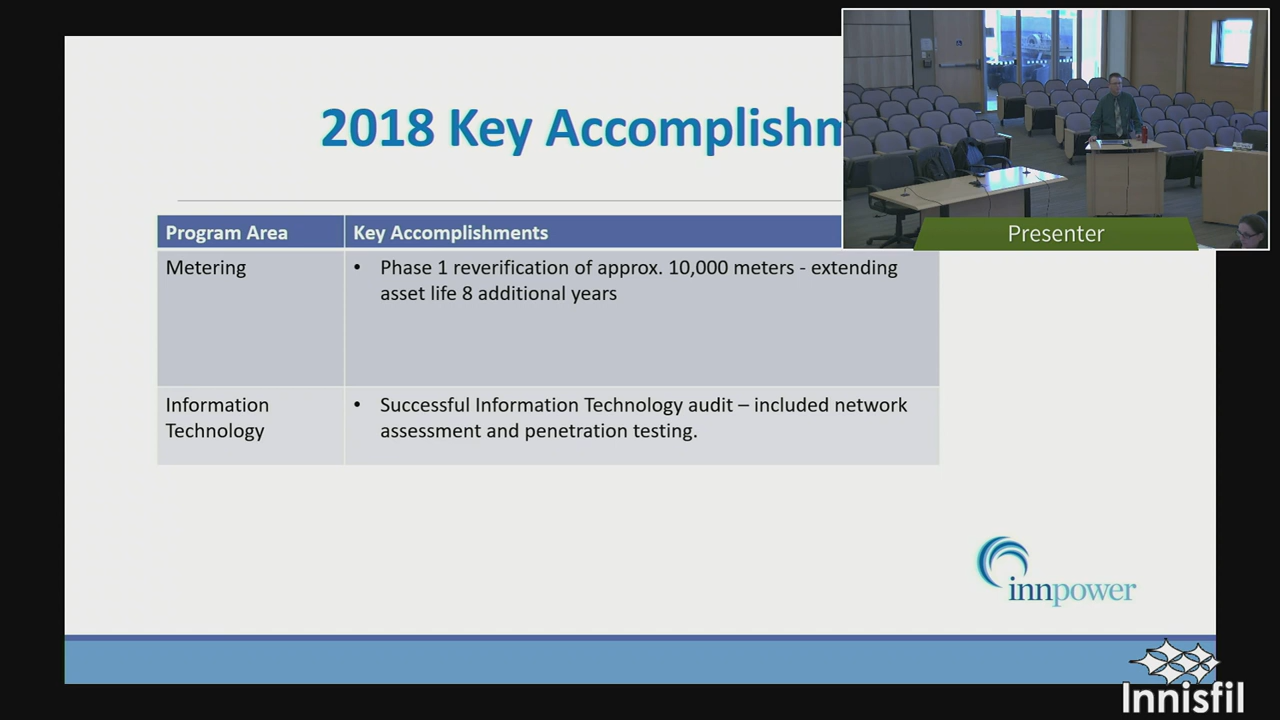 2018 Key Accomplishm
Presenter
Program Area
Key Accomplishments
Metering
• Phase 1 reverification of approx. 10,000 meters - extending
asset life 8 additional years
Information
Technology
• Successful Information Technology audit – included network
assessment and penetration testing.
innpower
Innisfil